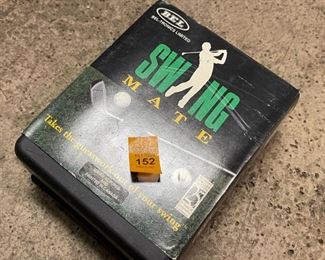 BEL
BEL-TRONICS LIMITED
SWING
MATE
Takes the guesswork out of your swing
152